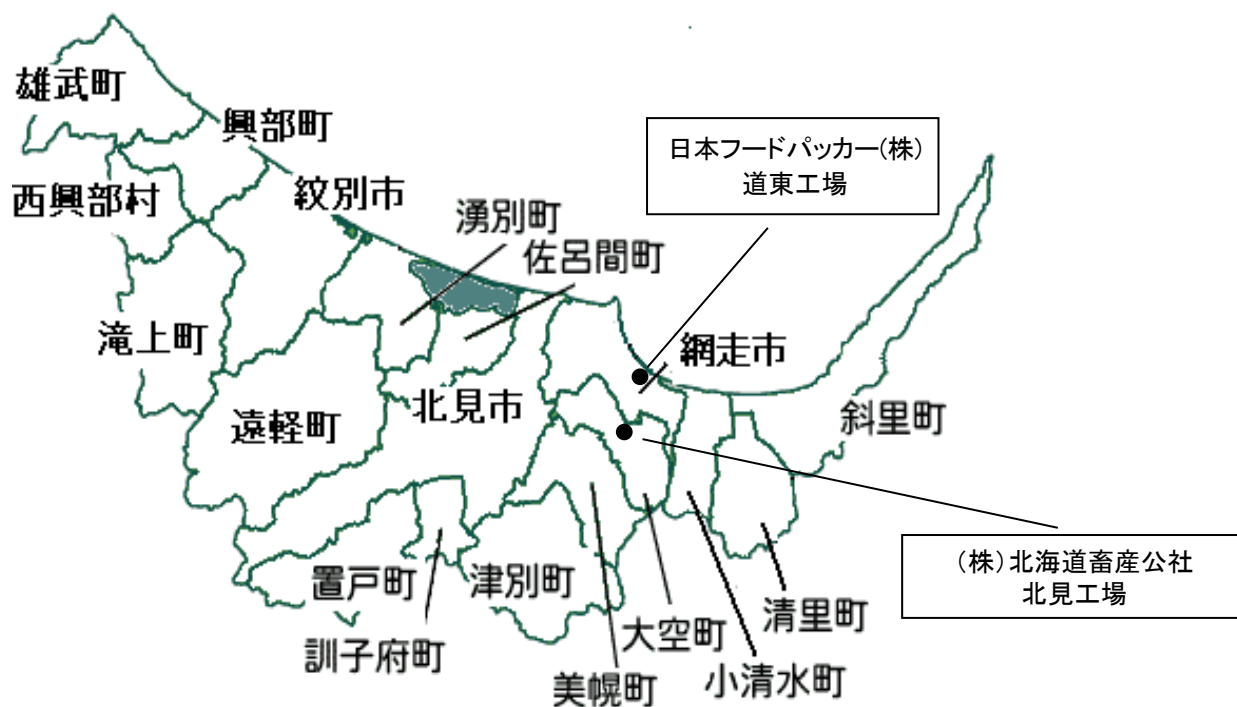 雄武町
興部町
日本フードパッカー(株)
道東工場
西興部村
紋別市
湧別町
佐呂間町
滝上町
網走市
北見市
遠軽町
斜里町
(株)北海道畜産公社
北見工場
置戸町
津別町
清里町
大空町
訓子府町
小清水町
美幌町